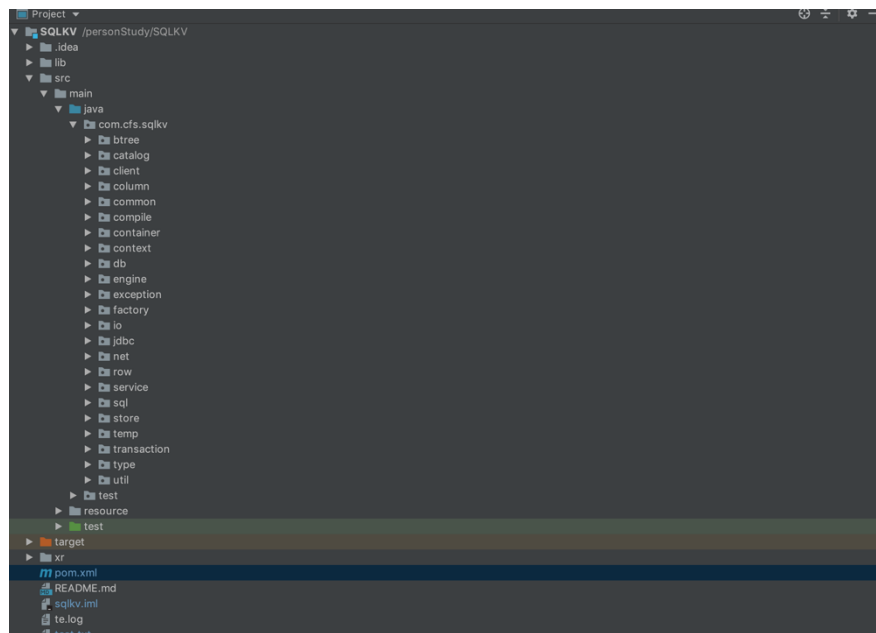 Project
SQLKV /personStudy/SQLKV
.idea
lib
src
main
java
com.cfs.sqlkv
btree
catalog
client
column
common
compile
container
context
db
engine
exception
factory
io
jdbc
net
row
service
sql
store
temp
transaction
type
util
test
resource
test
target
xr
pom.xml
README.md
sqlkv.iml
te.log